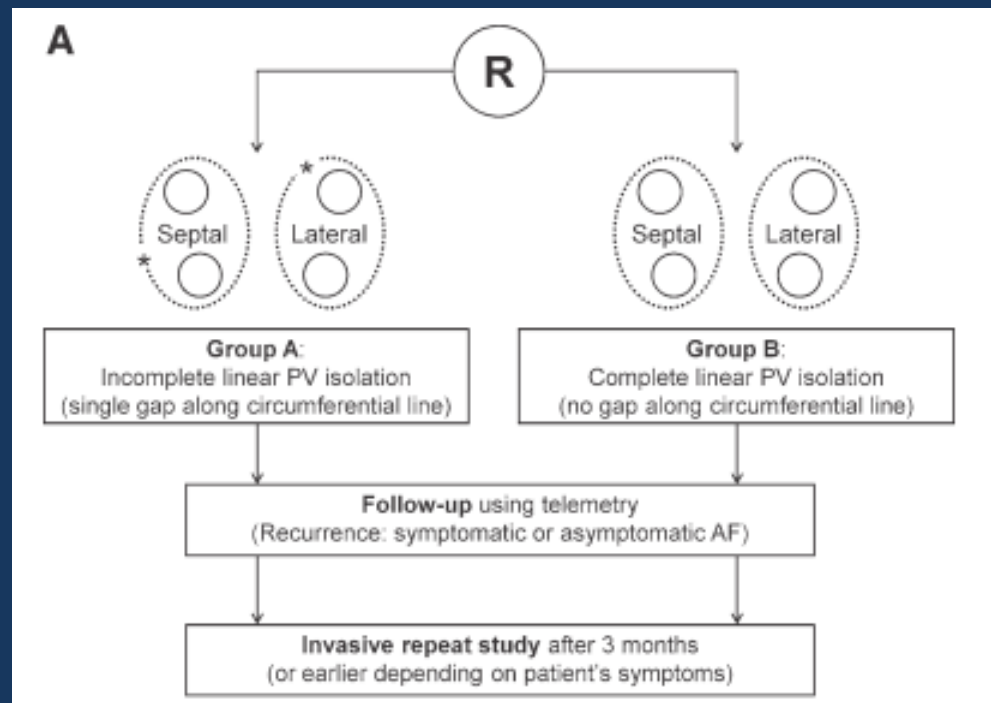 A
R
*
*
Septal
Lateral
Septal
Lateral
Group A:
Incomplete linear PV isolation
(single gap along circumferential line)
Group B:
Complete linear PV isolation
(no gap along circumferential line)
Follow-up using telemetry
(Recurrence: symptomatic or asymptomatic AF)
Invasive repeat study after 3 months
(or earlier depending on patient's symptoms)